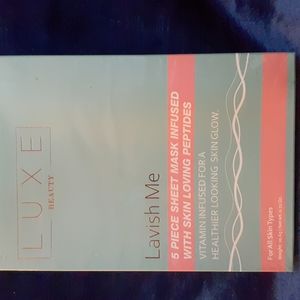 LUXE
BEAUTY
Lavish Me
5 PIECE SHEET MASK INFUSED
WITH SKIN LOVING PEPTIDES
VITAMIN INFUSED FOR A
HEALTHIER LOOKING SKIN GLOW.
For All Skin Types